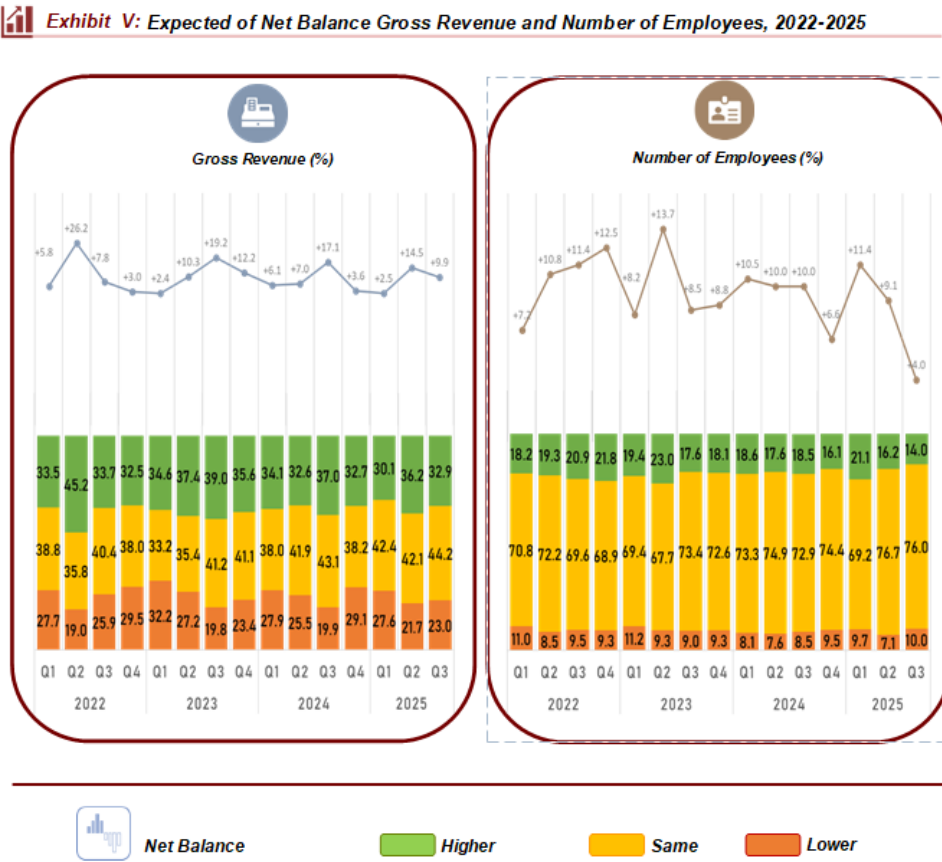 Exhibit V: Expected of Net Balance Gross Revenue and Number of Employees, 2022-2025
Gross Revenue (%)
+5.8 +26.2 +7.8 +3.0 +2.4 +10.3 +19.2 +12.2 +6.1 +7.0 +17.1 +3.6 +2.5 +14.5 +9.9
33.5 45.2 33.7 32.5 34.6 37.4 39.0 35.6 34.1 32.6 37.0 32.7 30.1 36.2 32.9
38.8 35.8 40.4 38.0 33.2 35.4 41.2 41.1 38.0 41.9 43.1 38.2 42.4 42.1 44.2
27.7 19.0 25.9 29.5 32.2 27.2 19.8 23.4 27.9 25.5 19.9 29.1 27.6 21.7 23.0
Q1 Q2 Q3 Q4 Q1 Q2 Q3 Q4 Q1 Q2 Q3 Q4 Q1 Q2 Q3
2022 2023 2024 2025
Number of Employees (%)
+7.2 +10.8 +11.4 +12.5 +8.2 +13.7 +8.5 +8.8 +10.5 +10.0 +10.0 +6.6 +11.4 +9.1 +4.0
18.2 19.3 20.9 21.8 19.4 23.0 17.6 18.1 18.6 17.6 18.5 16.1 21.1 16.2 14.0
70.8 72.2 69.6 68.9 69.4 67.7 73.4 72.6 73.3 74.9 72.9 74.4 69.2 76.7 76.0
11.0 8.5 9.5 9.3 11.2 9.3 9.0 9.3 8.1 7.6 8.5 9.5 9.7 7.1 10.0
Q1 Q2 Q3 Q4 Q1 Q2 Q3 Q4 Q1 Q2 Q3 Q4 Q1 Q2 Q3
2022 2023 2024 2025
Net Balance Higher Same Lower